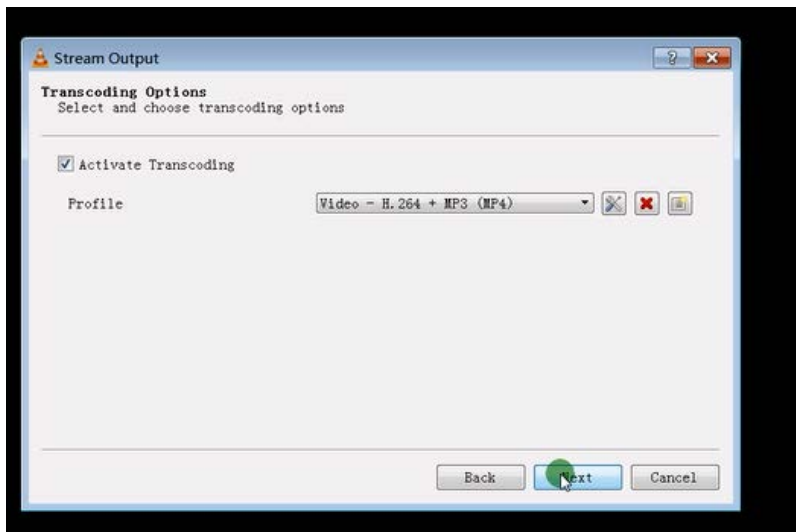 Stream Output
Transcoding Options
Select and choose transcoding options
Activate Transcoding
Profile
Video - H.264 + MP3 (MP4)
Back
Next
Cancel